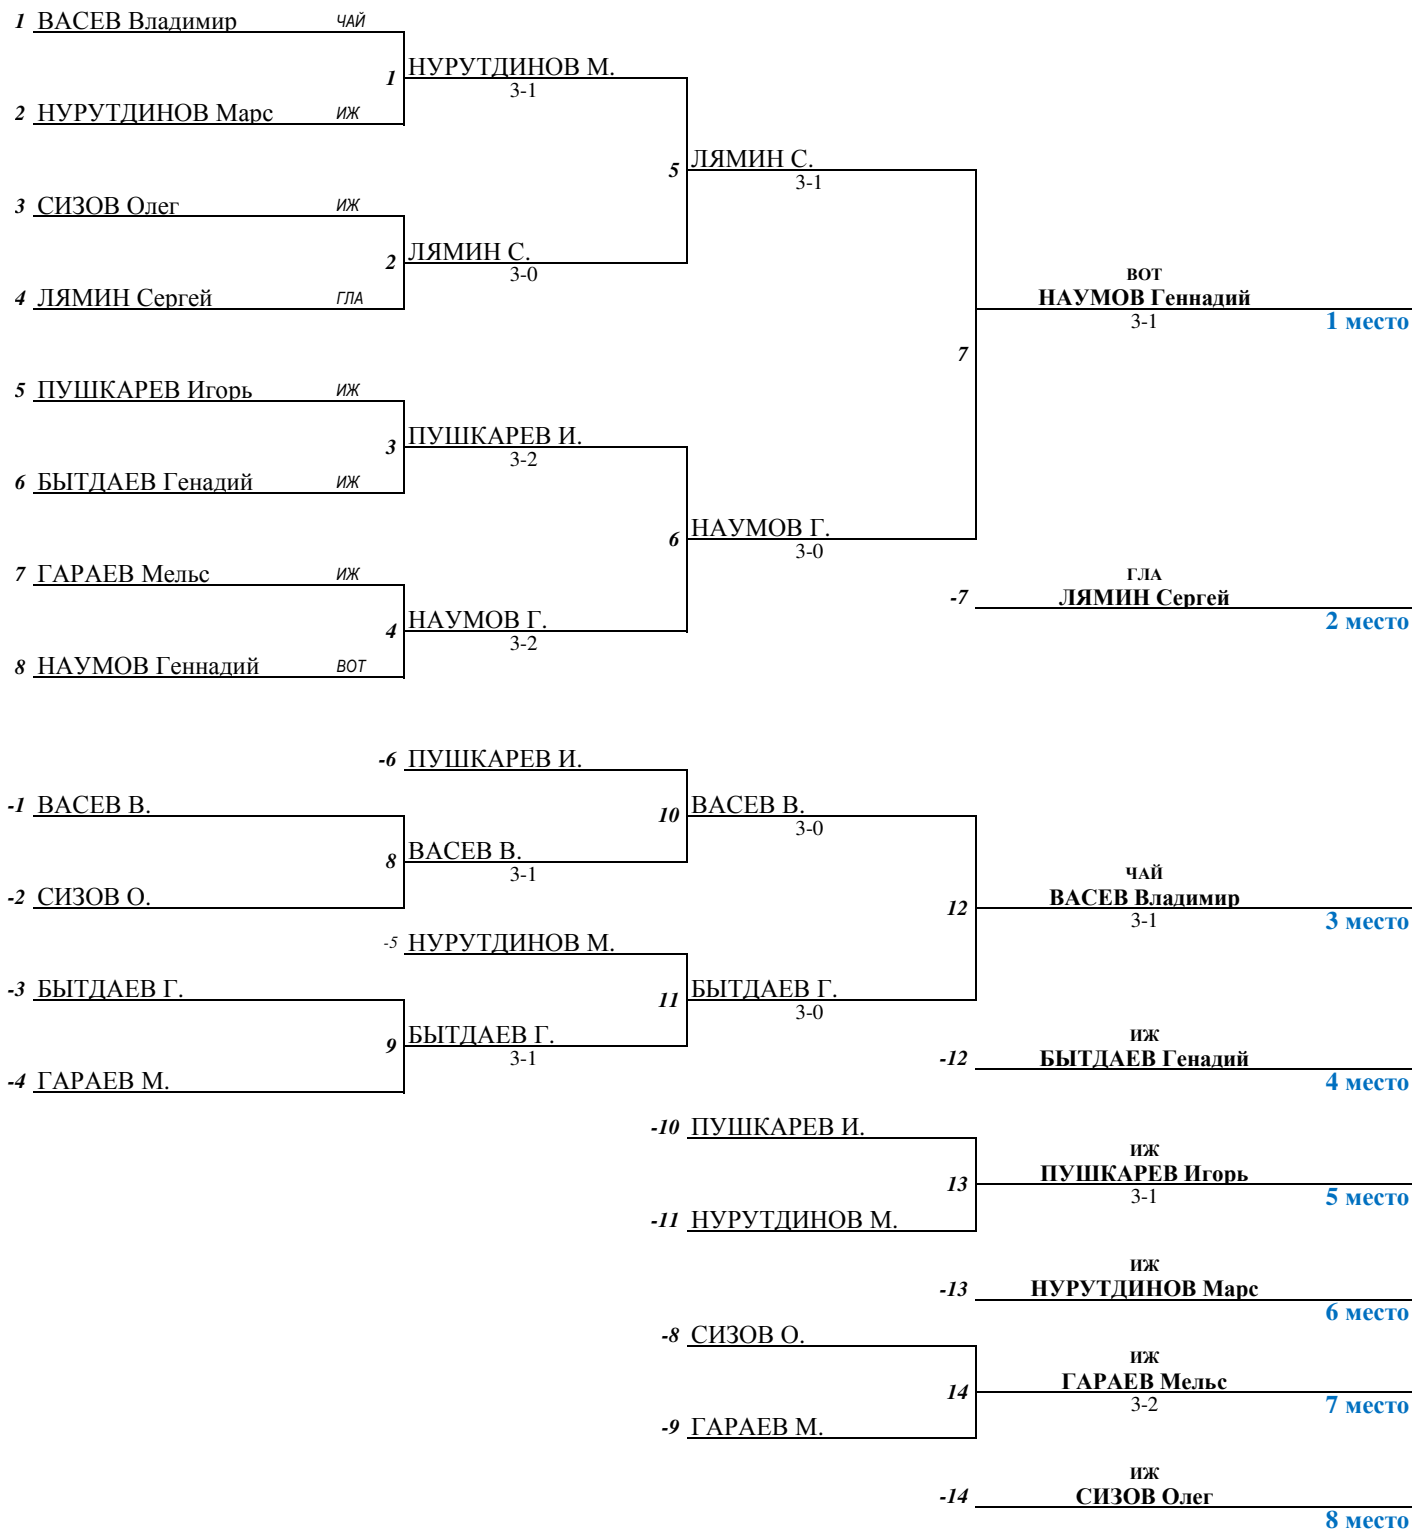 1 ВАСЕВ Владимир ЧАЙ
1 НУРУТДИНОВ М.
3-1
2 НУРУТДИНОВ Марс ИЖ
5 ЛЯМИН С.
3-1
3 СИЗОВ Олег ИЖ
2 ЛЯМИН С.
3-0
4 ЛЯМИН Сергей ГЛА
ВОТ
НАУМОВ Геннадий
3-1 1 место
7
5 ПУШКАРЕВ Игорь ИЖ
3 ПУШКАРЕВ И.
3-2
6 БЫТДАЕВ Генадий ИЖ
6 НАУМОВ Г.
3-0
7 ГАРАЕВ Мельс ИЖ
ГЛА
-7 ЛЯМИН Сергей
2 место
4 НАУМОВ Г.
3-2
8 НАУМОВ Геннадий ВОТ
-6 ПУШКАРЕВ И.
-1 ВАСЕВ В.
10 ВАСЕВ В.
3-0
8 ВАСЕВ В.
3-1
-2 СИЗОВ О.
ЧАЙ
12 ВАСЕВ Владимир
3-1 3 место
-5 НУРУТДИНОВ М.
-3 БЫТДАЕВ Г.
11 БЫТДАЕВ Г.
3-0
9 БЫТДАЕВ Г.
3-1
-4 ГАРАЕВ М.
ИЖ
-12 БЫТДАЕВ Генадий
4 место
-10 ПУШКАРЕВ И.
ИЖ
13 ПУШКАРЕВ Игорь
3-1 5 место
-11 НУРУТДИНОВ М.
ИЖ
-13 НУРУТДИНОВ Марс
6 место
-8 СИЗОВ О.
ИЖ
14 ГАРАЕВ Мельс
3-2 7 место
-9 ГАРАЕВ М.
ИЖ
-14 СИЗОВ Олег
8 место